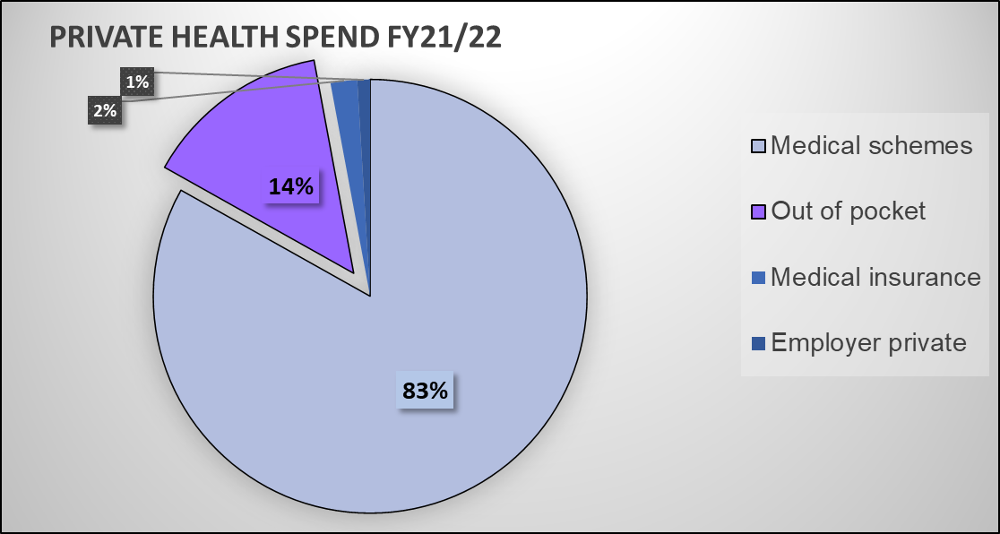 PRIVATE HEALTH SPEND FY21/22
1%
2%
14%
83%
Medical schemes
Out of pocket
Medical insurance
Employer private